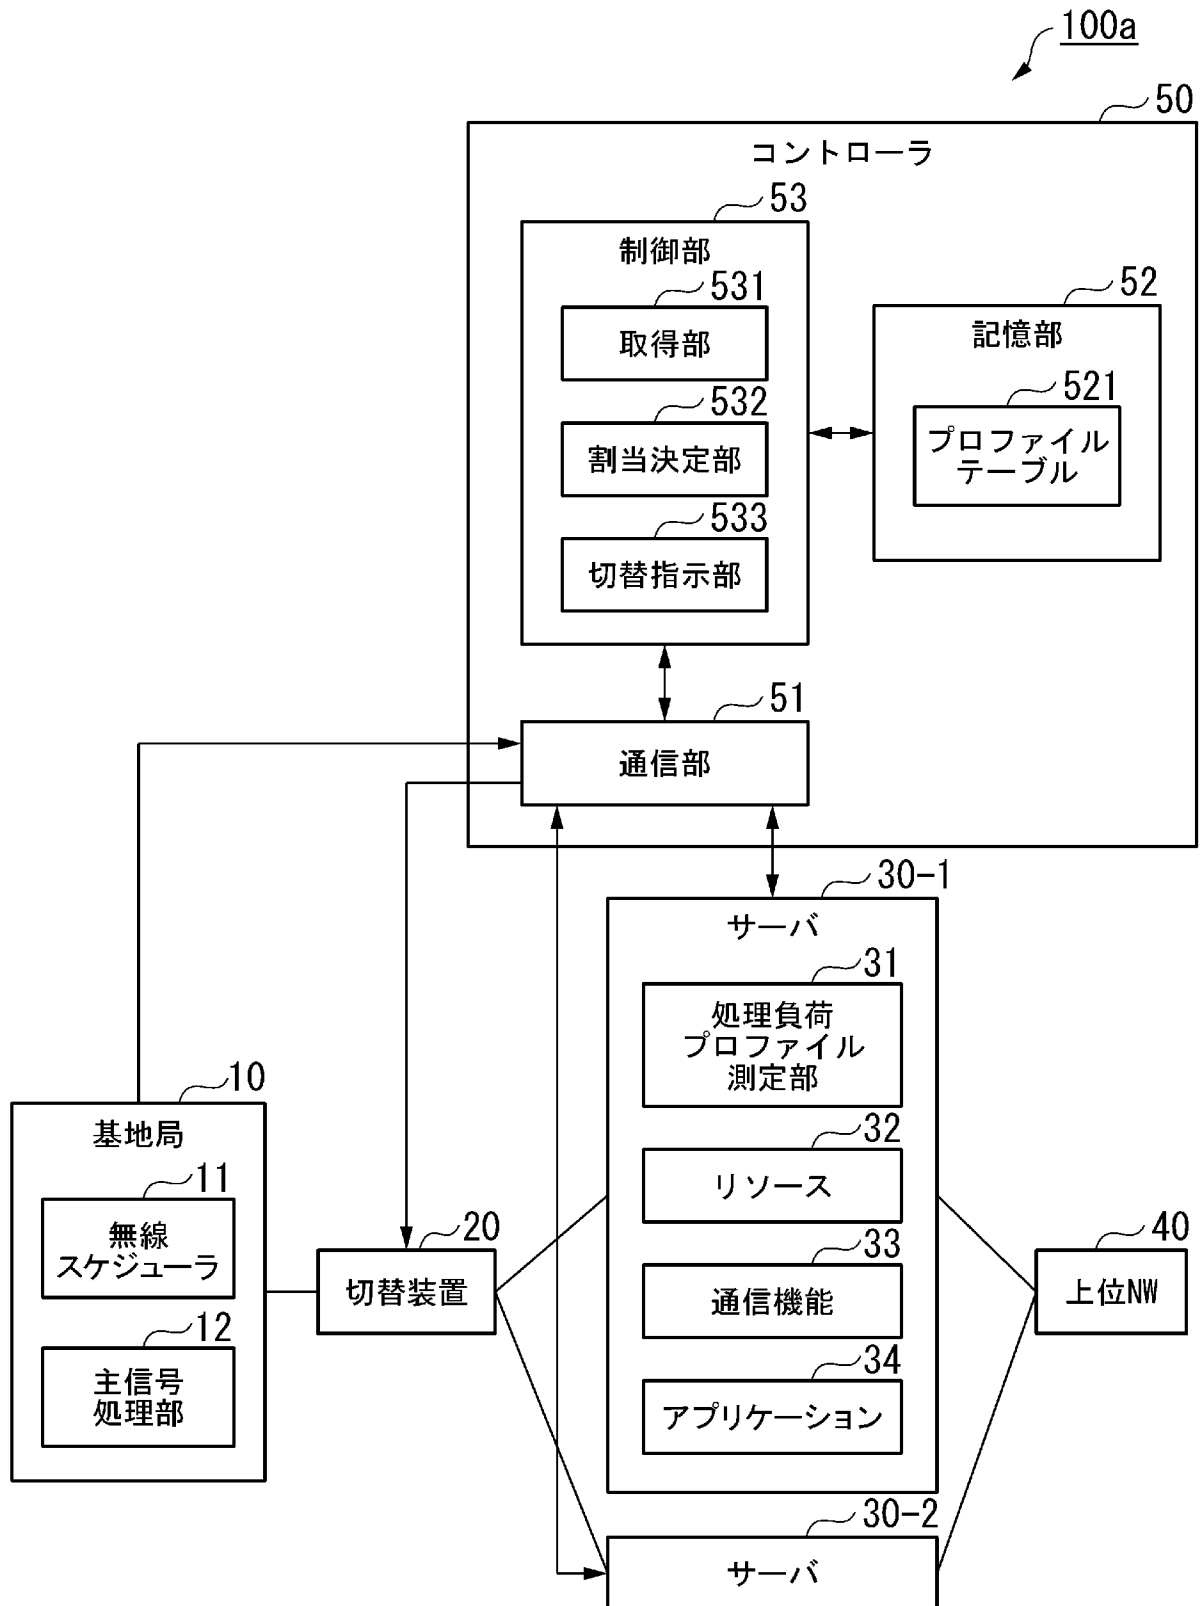 100a
50
コントローラ
53
制御部
531
取得部
532
割当決定部
533
切替指示部
52
記憶部
521
プロファイル
テーブル
51
通信部
30-1
サーバ
31
処理負荷
プロファイル
測定部
32
リソース
33
通信機能
34
アプリケーション
10
基地局
11
無線
スケジューラ
12
主信号
処理部
20
切替装置
40
上位NW
30-2
サーバ